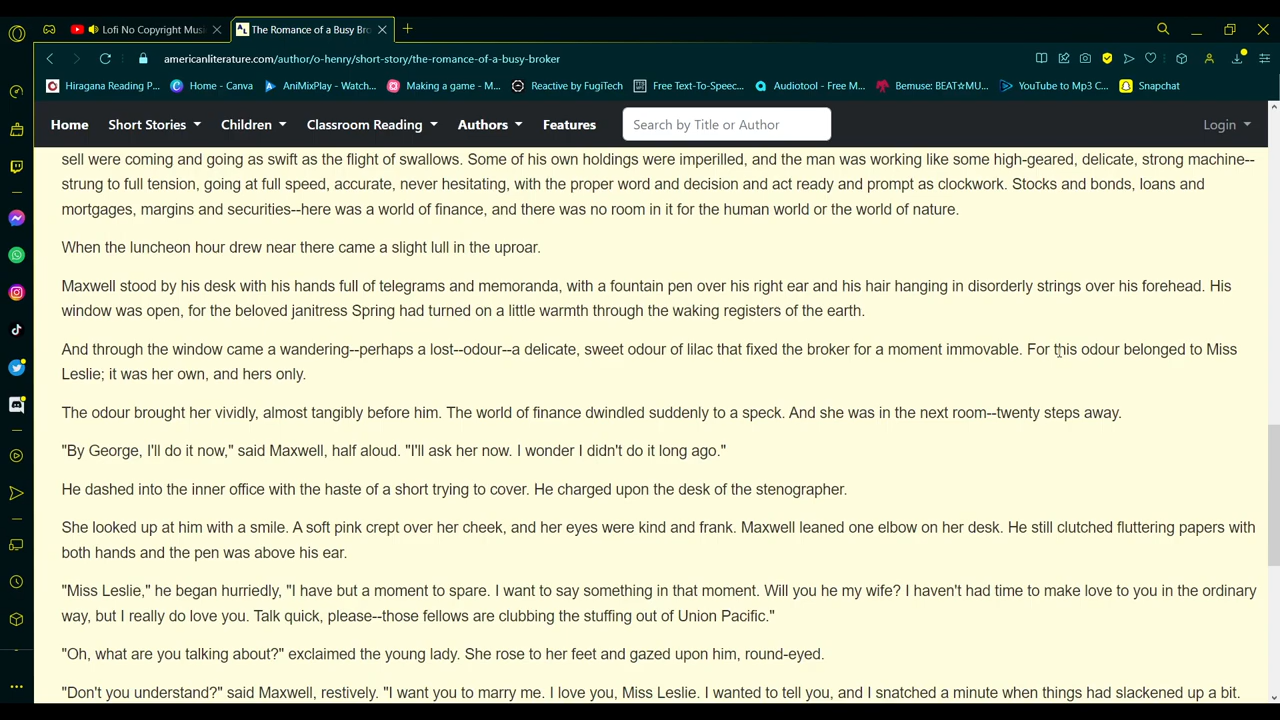 Lofi No Copyright Musi
The Romance of a Busy Bro
americanliterature.com/author/o-henry/short-story/the-romance-of-a-busy-broker
Hiragana Reading P... Home - Canva AniMixPlay - Watch... Making a game - M... Reactive by FugiTech Free Text-To-Speec... Audiotool - Free M... Bemuse: BEAT☆MU... YouTube to Mp3 C... Snapchat
Home Short Stories Children Classroom Reading Authors Features Search by Title or Author Login
sell were coming and going as swift as the flight of swallows. Some of his own holdings were imperilled, and the man was working like some high-geared, delicate, strong machine--
strung to full tension, going at full speed, accurate, never hesitating, with the proper word and decision and act ready and prompt as clockwork. Stocks and bonds, loans and
mortgages, margins and securities--here was a world of finance, and there was no room in it for the human world or the world of nature.
When the luncheon hour drew near there came a slight lull in the uproar.
Maxwell stood by his desk with his hands full of telegrams and memoranda, with a fountain pen over his right ear and his hair hanging in disorderly strings over his forehead. His
window was open, for the beloved janitress Spring had turned on a little warmth through the waking registers of the earth.
And through the window came a wandering--perhaps a lost--odour--a delicate, sweet odour of lilac that fixed the broker for a moment immovable. For this odour belonged to Miss
Leslie; it was her own, and hers only.
The odour brought her vividly, almost tangibly before him. The world of finance dwindled suddenly to a speck. And she was in the next room--twenty steps away.
"By George, I'll do it now," said Maxwell, half aloud. "I'll ask her now. I wonder I didn't do it long ago."
He dashed into the inner office with the haste of a short trying to cover. He charged upon the desk of the stenographer.
She looked up at him with a smile. A soft pink crept over her cheek, and her eyes were kind and frank. Maxwell leaned one elbow on her desk. He still clutched fluttering papers with
both hands and the pen was above his ear.
"Miss Leslie," he began hurriedly, "I have but a moment to spare. I want to say something in that moment. Will you he my wife? I haven't had time to make love to you in the ordinary
way, but I really do love you. Talk quick, please--those fellows are clubbing the stuffing out of Union Pacific."
"Oh, what are you talking about?" exclaimed the young lady. She rose to her feet and gazed upon him, round-eyed.
"Don't you understand?" said Maxwell, restively. "I want you to marry me. I love you, Miss Leslie. I wanted to tell you, and I snatched a minute when things had slackened up a bit.